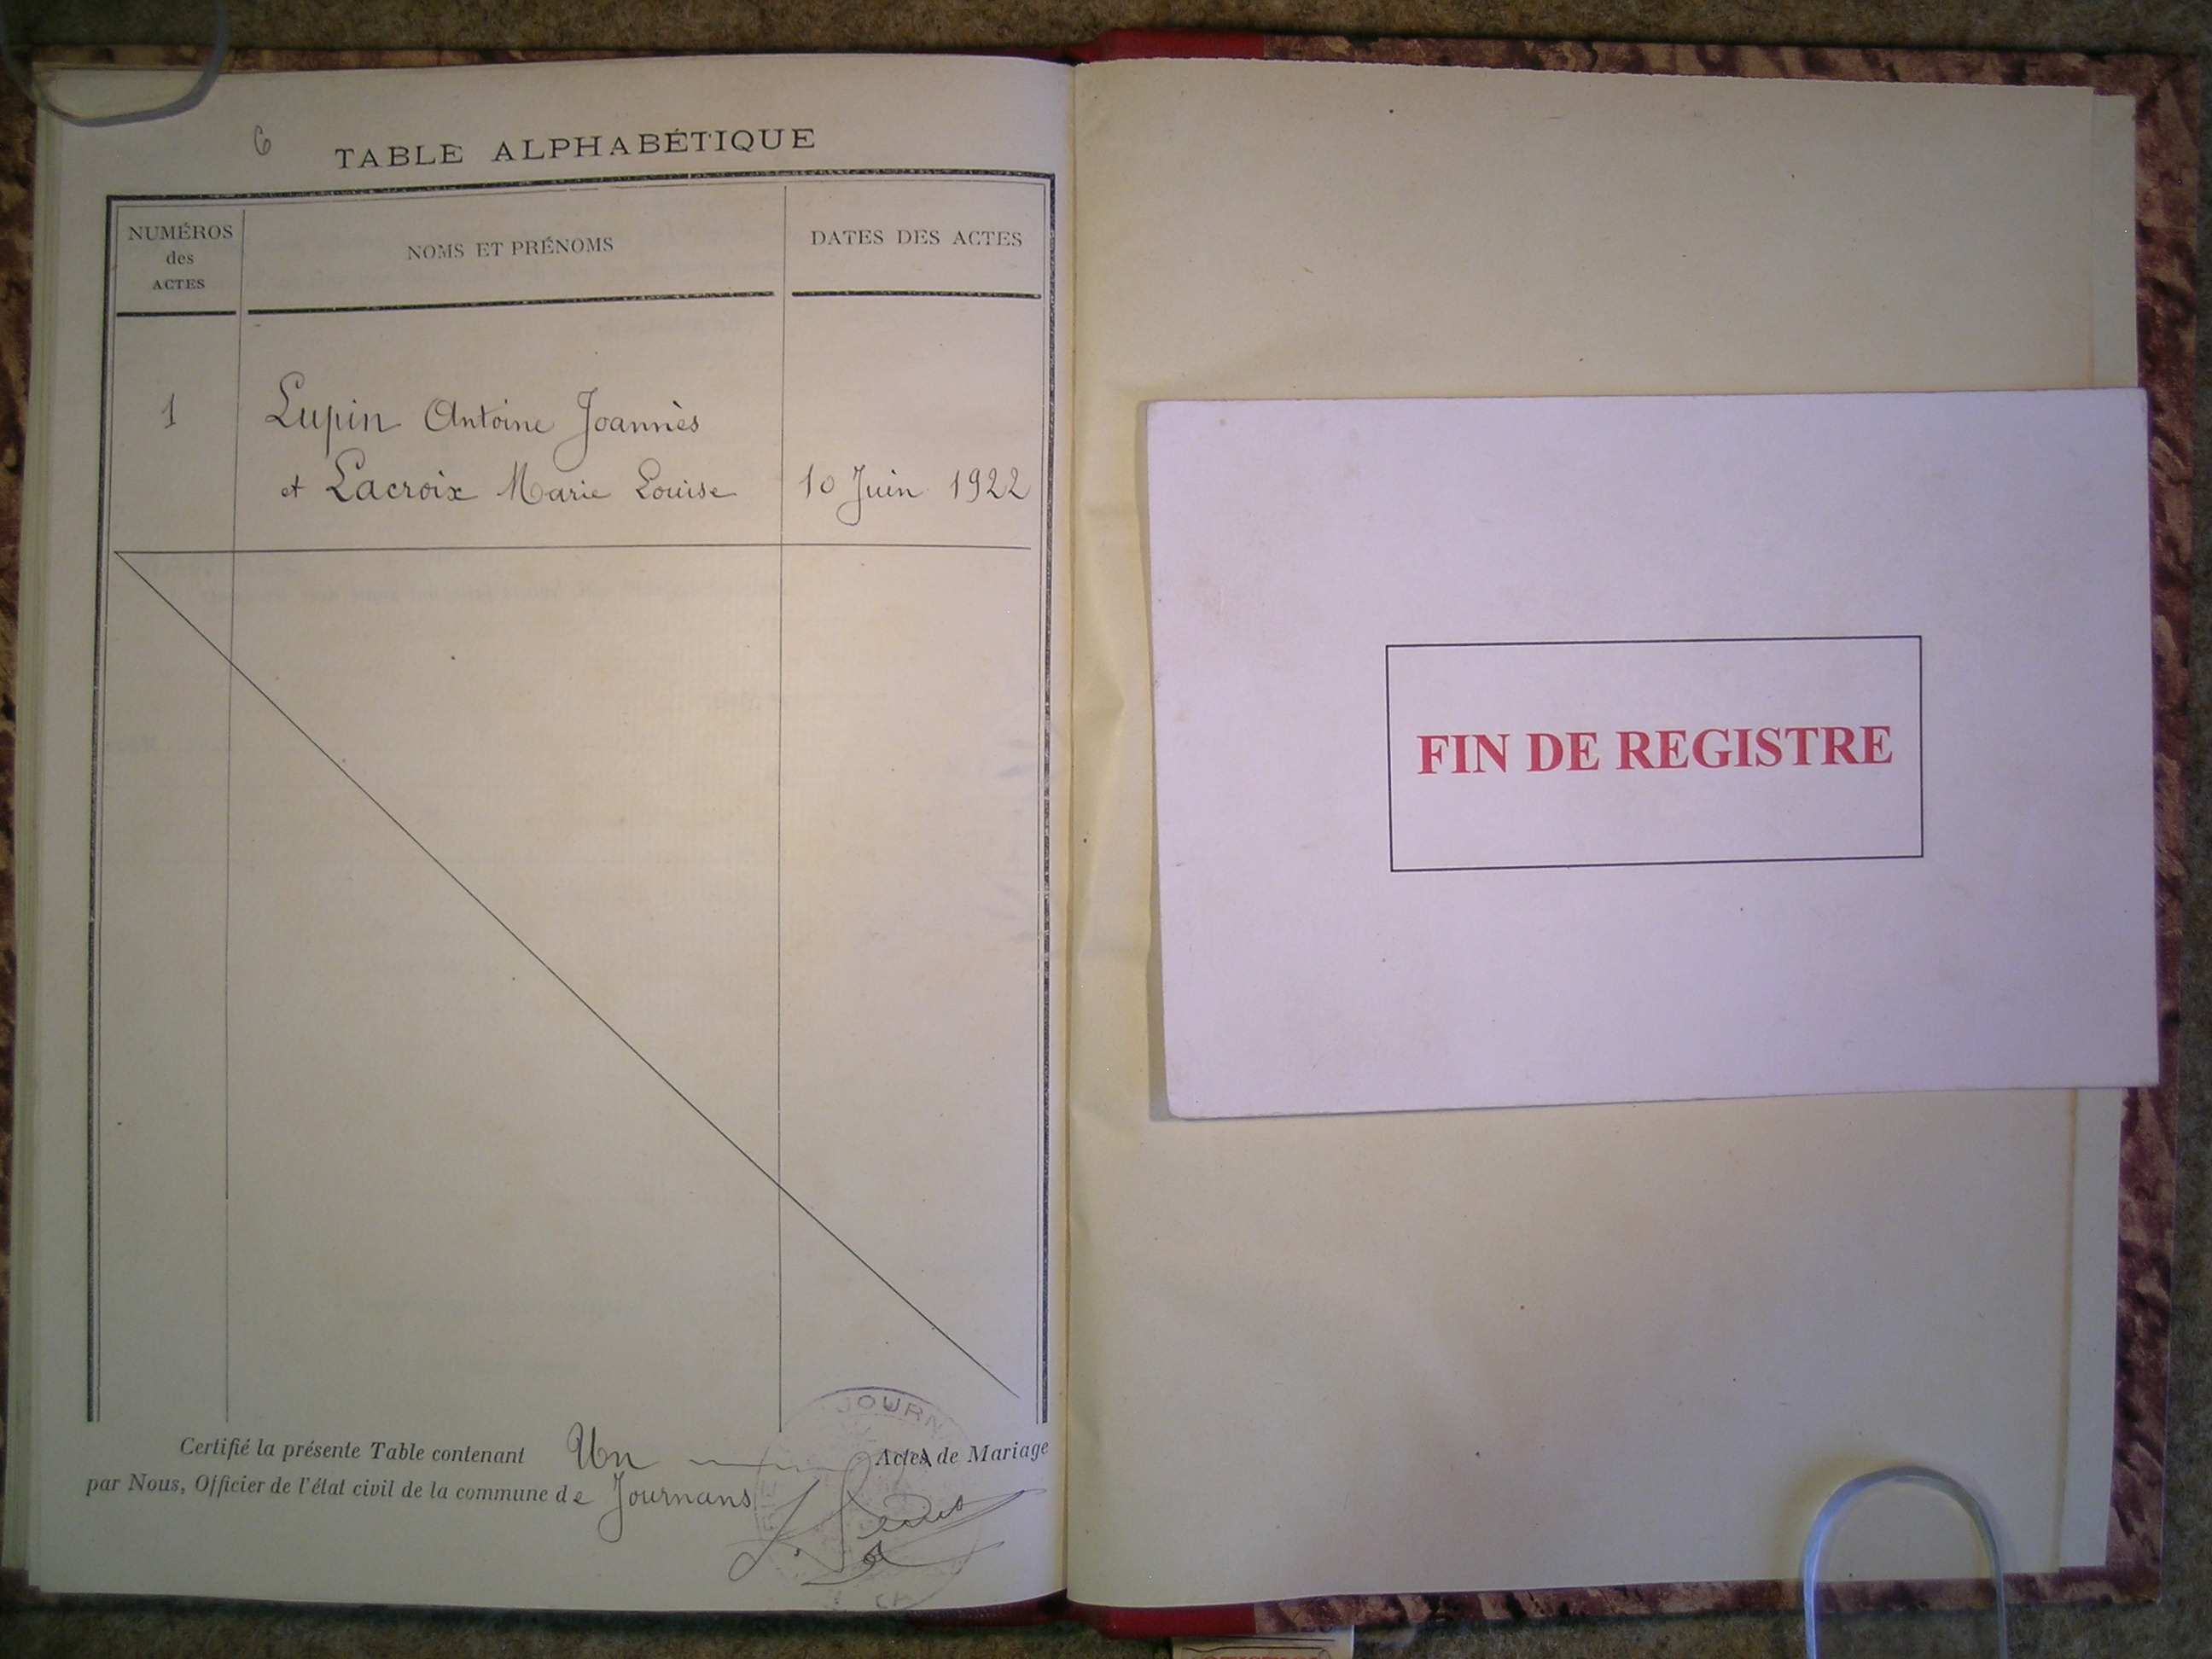 6
TABLE ALPHABÉTIQUE
NUMÉROS
des
ACTES
NOMS ET PRÉNOMS
DATES DES ACTES
1
Lupin Antoine Joannès
et Lacroix Marie Louise
10 Juin 1922
Certifié la présente Table contenant Un Actes de Mariage
par Nous, Officier de l'état civil de la commune de Journans
JOURN
FIN DE REGISTRE